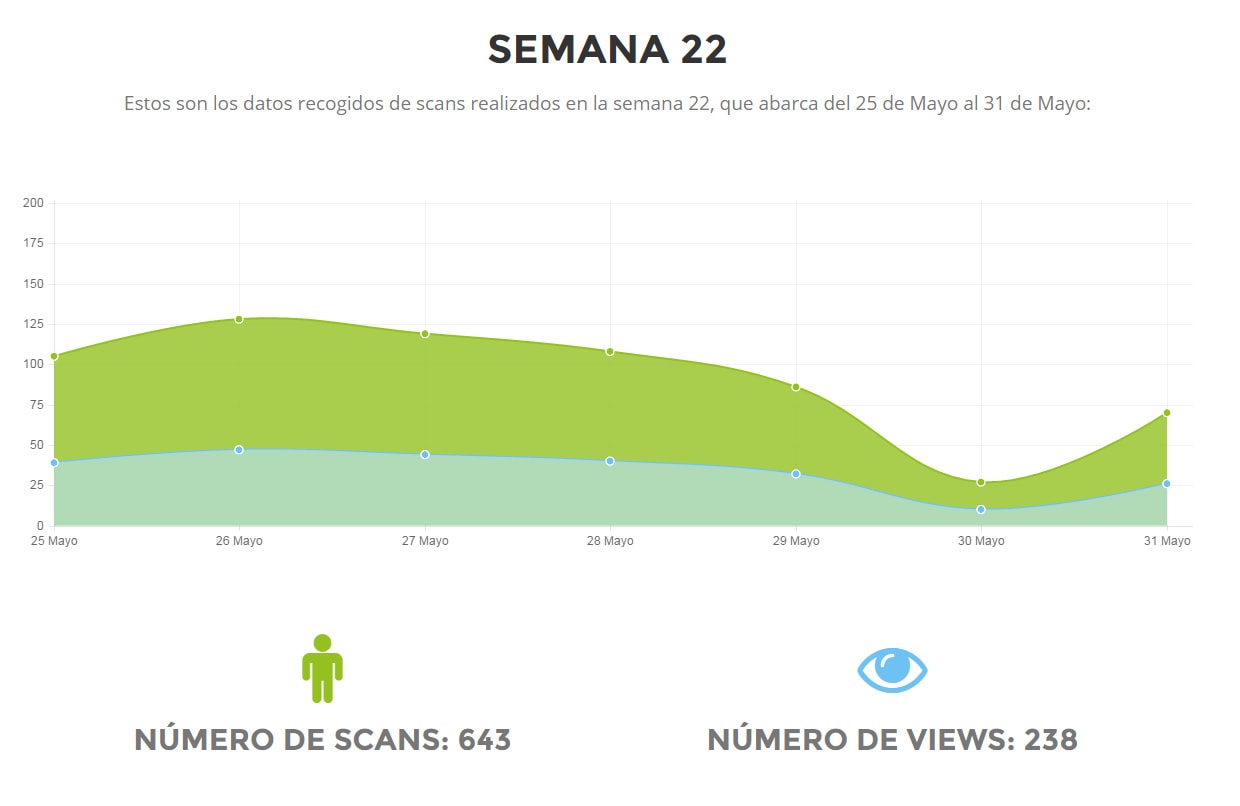 SEMANA 22
Estos son los datos recogidos de scans realizados en la semana 22, que abarca del 25 de Mayo al 31 de Mayo:
200
175
150
125
100
75
50
25
0
25 Mayo 26 Mayo 27 Mayo 28 Mayo 29 Mayo 30 Mayo 31 Mayo
NÚMERO DE SCANS: 643 NÚMERO DE VIEWS: 238